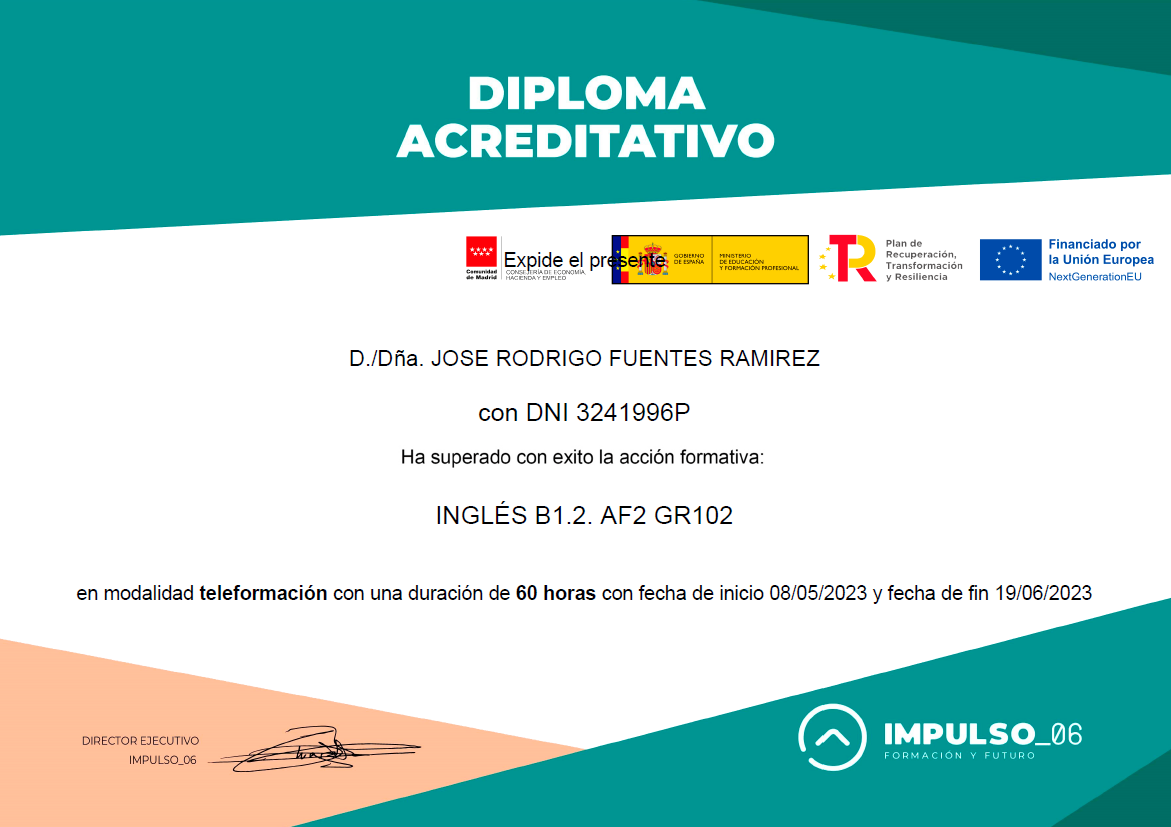 DIPLOMA
ACREDITATIVO
Comunidad
de Madrid
CONSEJERÍA DE ECONOMÍA,
HACIENDA Y EMPLEO
Expide el presente
GOBIERNO
DE ESPAÑA
MINISTERIO
DE EDUCACIÓN
Y FORMACIÓN PROFESIONAL
Plan de
Recuperación,
Transformación
y Resiliencia
Financiado por
la Unión Europea
NextGenerationEU
D./Dña. JOSE RODRIGO FUENTES RAMIREZ
con DNI 3241996P
Ha superado con exito la acción formativa:
INGLÉS B1.2. AF2 GR102
en modalidad teleformación con una duración de 60 horas con fecha de inicio 08/05/2023 y fecha de fin 19/06/2023
DIRECTOR EJECUTIVO
IMPULSO_06
IMPULSO_06
FORMACIÓN Y FUTURO